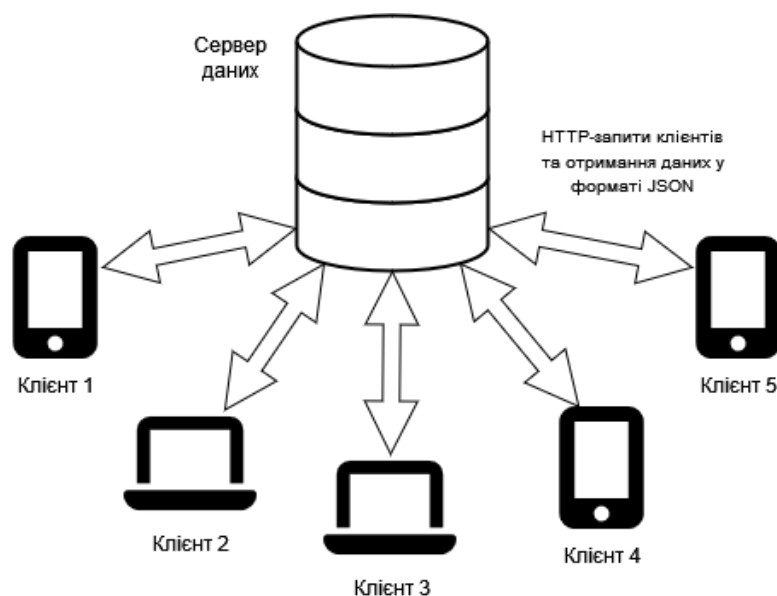 Сервер
даних
HTTP-запити клієнтів
та отримання даних у
форматі JSON
Клієнт 1
Клієнт 5
Клієнт 2
Клієнт 4
Клієнт 3